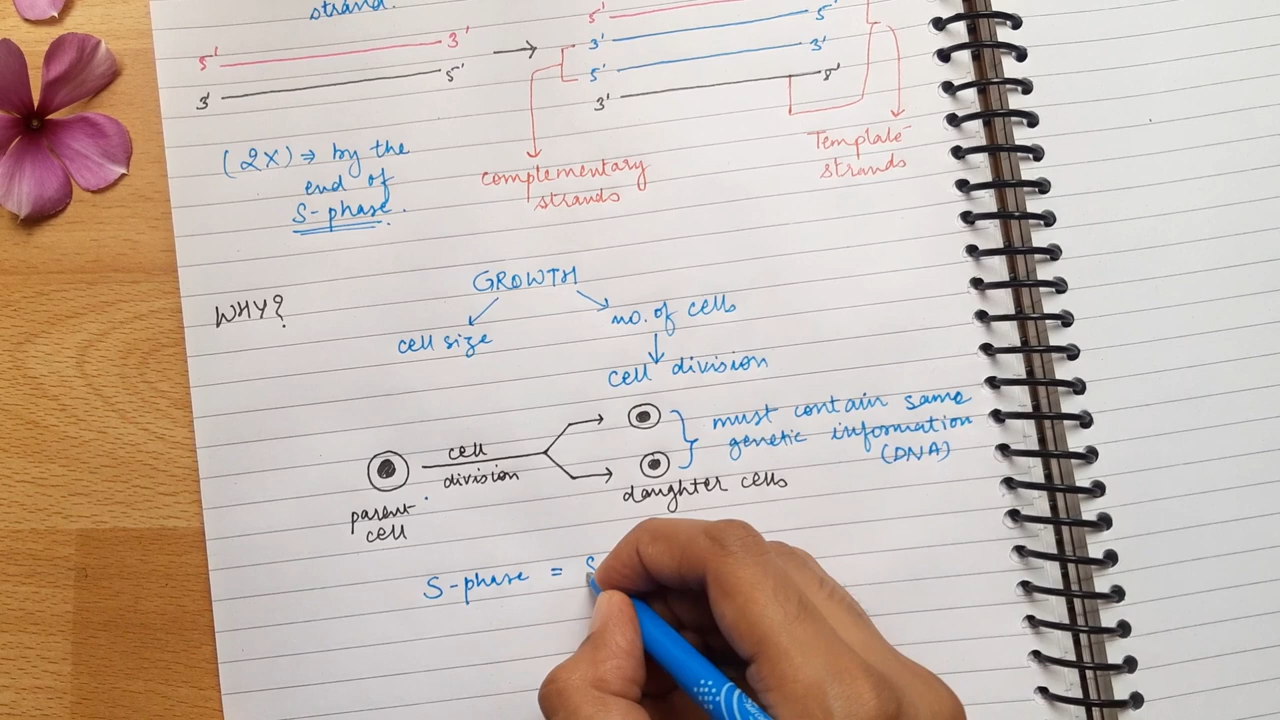 strand.
5' 5'
5' 3' 3' 3'
3' 5' 5' 5'
3'
(2X) ⇒ by the
end of
S-phase.
complementary
strands
Template
strands
WHY?
GROWTH
cell size
no. of cells
cell division
must contain same
genetic information
(DNA)
cell
division
parent
cell
daughter cells
S-phase = S